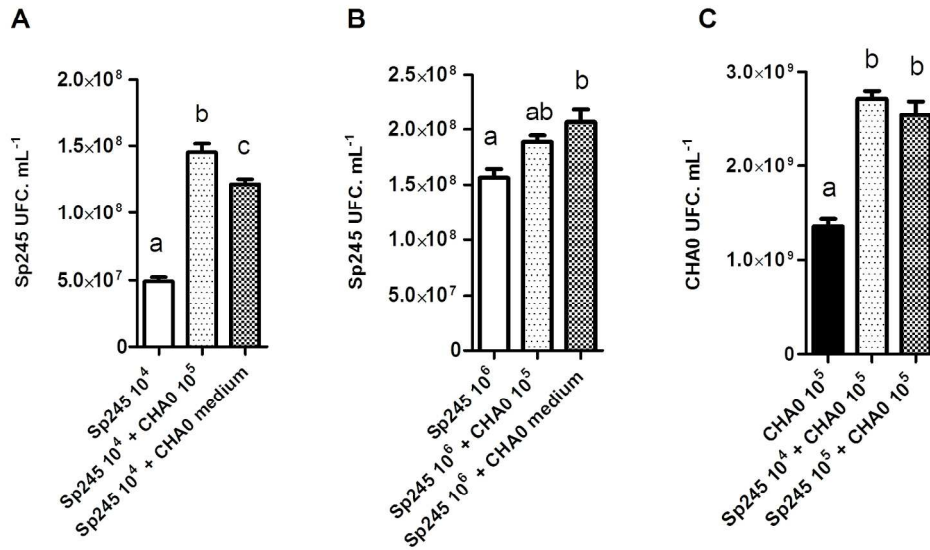 A
Sp245 UFC. mL⁻¹
2.0×10⁸
1.5×10⁸
1.0×10⁸
5.0×10⁷
0
a
b
c
Sp245 10⁴
Sp245 10⁴ + CHA0 10⁵
Sp245 10⁴ + CHA0 medium
B
Sp245 UFC. mL⁻¹
2.5×10⁸
2.0×10⁸
1.5×10⁸
1.0×10⁸
5.0×10⁷
0
a
ab
b
Sp245 10⁶
Sp245 10⁶ + CHA0 10⁵
Sp245 10⁶ + CHA0 medium
C
CHA0 UFC. mL⁻¹
3.0×10⁹
2.0×10⁹
1.0×10⁹
0
a
b
b
CHA0 10⁵
Sp245 10⁴ + CHA0 10⁵
Sp245 10⁵ + CHA0 10⁵